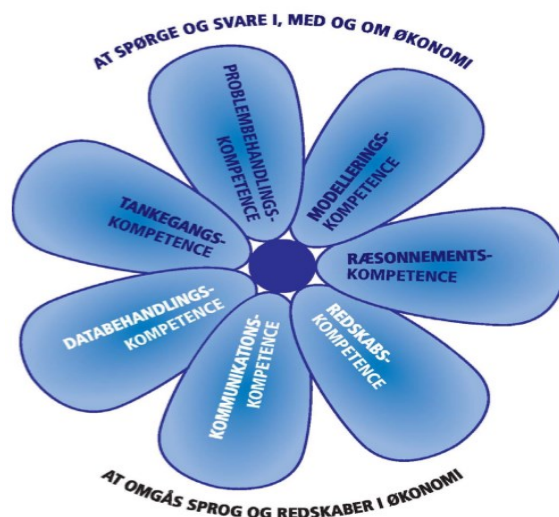 AT SPØRGE OG SVARE I, MED OG OM ØKONOMI
PROBLEMBEHANDLINGS-
KOMPETENCE
MODELLERINGS-
KOMPETENCE
TANKEGANGS-
KOMPETENCE
RÆSONNEMENTS-
KOMPETENCE
DATABEHANDLINGS-
KOMPETENCE
KOMMUNIKATIONS-
KOMPETENCE
REDSKABS-
KOMPETENCE
AT OMGÅS SPROG OG REDSKABER I ØKONOMI